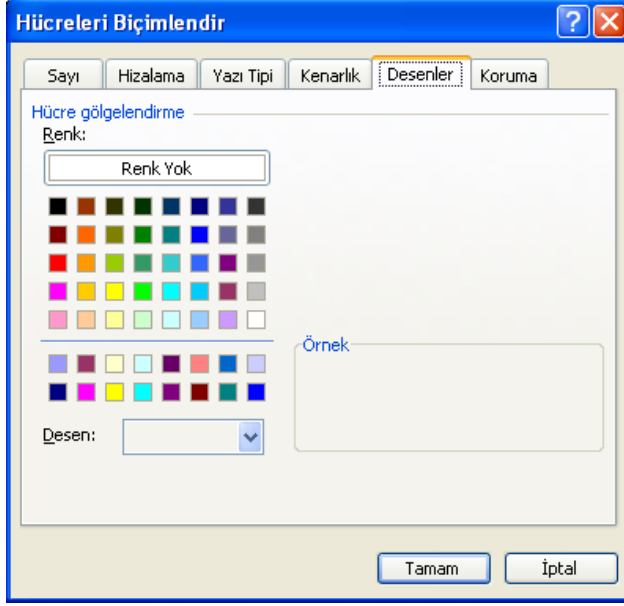 Hücreleri Biçimlendir
Sayı Hizalama Yazı Tipi Kenarlık Desenler Koruma
Hücre gölgelendirme
Renk:
Renk Yok
Örnek
Desen:
Tamam İptal